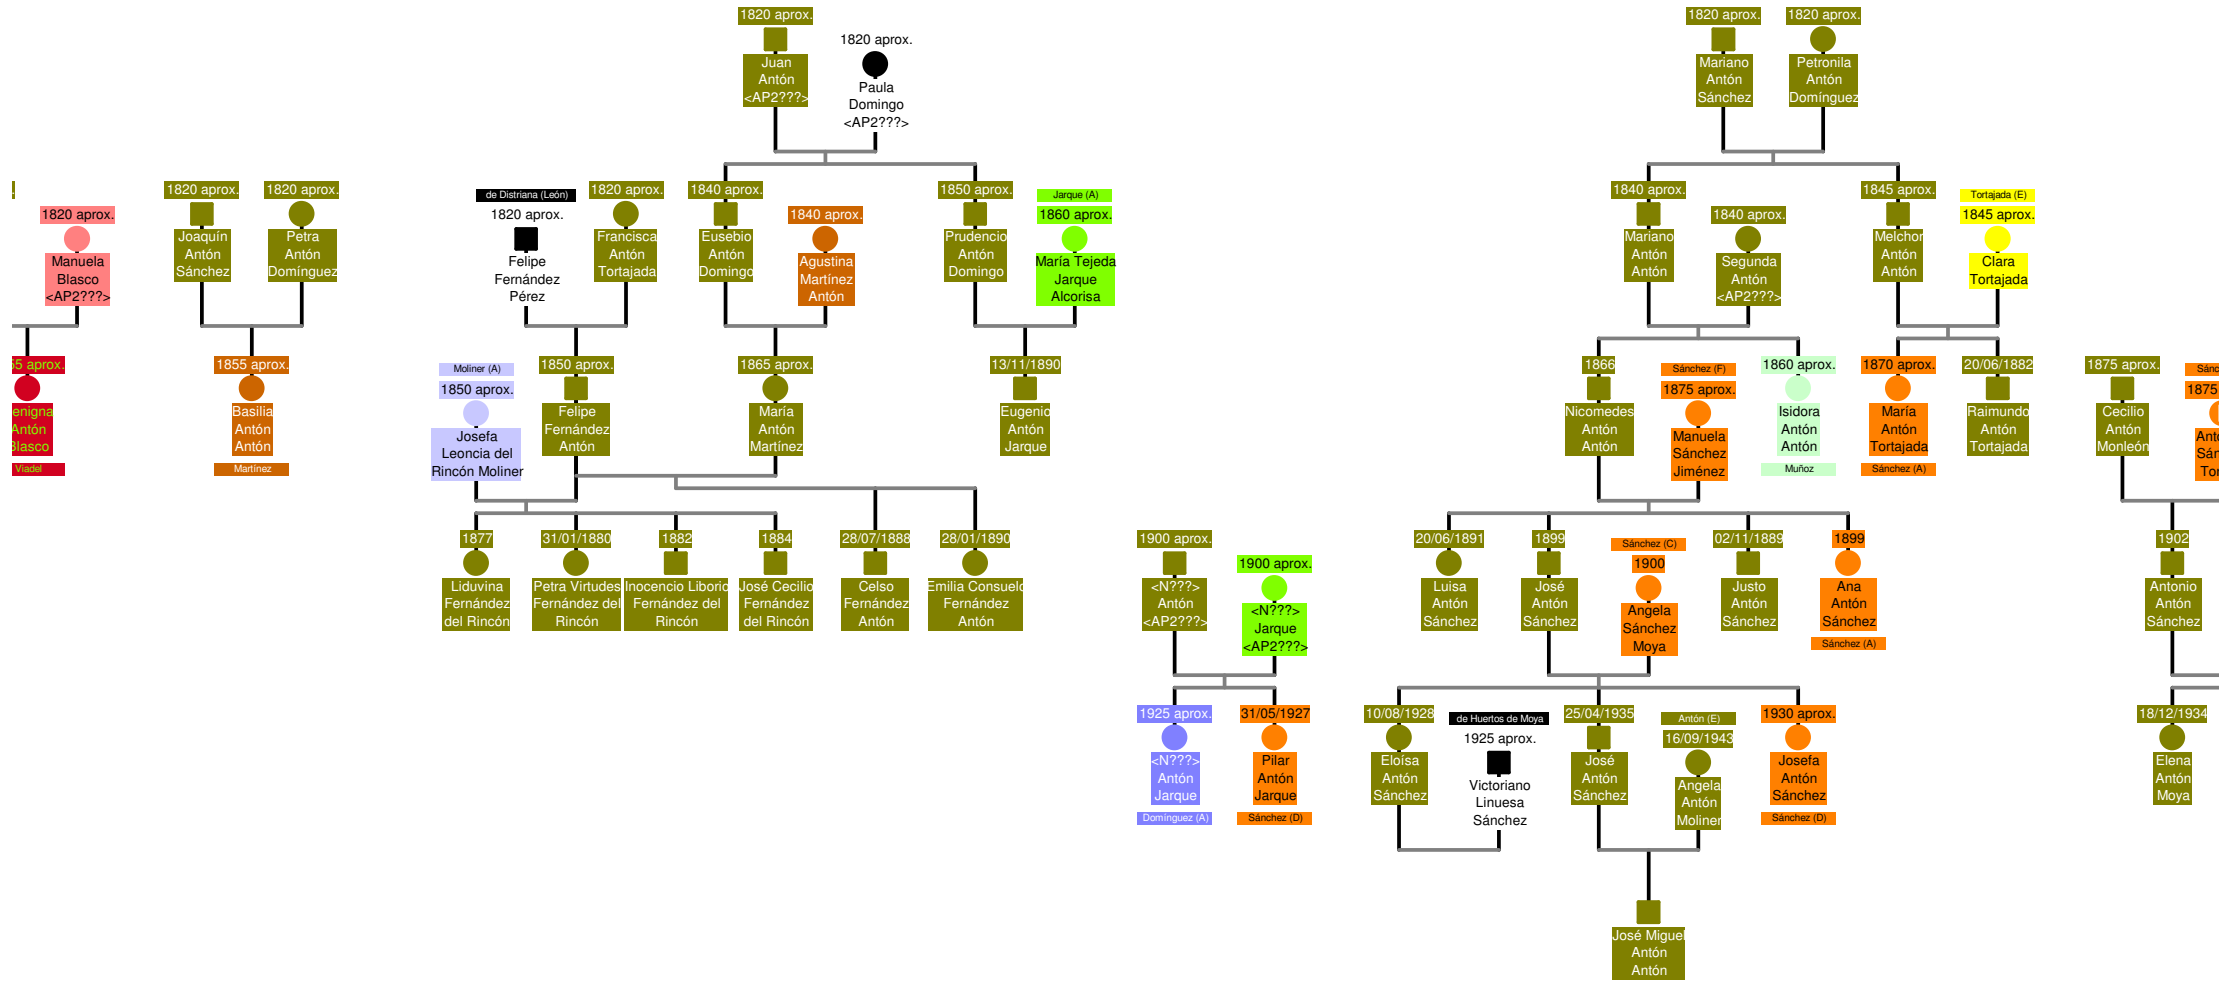 1820 aprox.
Juan
Antón
<AP2???>
1820 aprox.
Paula
Domingo
<AP2???>
1820 aprox.
Mariano
Antón
Sánchez
1820 aprox.
Petronila
Antón
Domínguez
1820 aprox.
Manuela
Blasco
<AP2???>
1820 aprox.
Joaquín
Antón
Sánchez
1820 aprox.
Petra
Antón
Domínguez
de Distriana (León)
1820 aprox.
Felipe
Fernández
Pérez
1820 aprox.
Francisca
Antón
Tortajada
1840 aprox.
Eusebio
Antón
Domingo
1840 aprox.
Agustina
Martínez
Antón
1850 aprox.
Prudencio
Antón
Domingo
Jarque (A)
1860 aprox.
María Tejeda
Jarque
Alcorisa
1840 aprox.
Mariano
Antón
Antón
1840 aprox.
Segunda
Antón
<AP2???>
1845 aprox.
Melchor
Antón
Antón
Tortajada (E)
1845 aprox.
Clara
Tortajada
5 aprox.
enigna
Antón
Blasco
Viadel
1855 aprox.
Basilia
Antón
Antón
Martínez
Moliner (A)
1850 aprox.
Josefa
Leoncia del
Rincón Moliner
1850 aprox.
Felipe
Fernández
Antón
1865 aprox.
María
Antón
Martínez
13/11/1890
Eugenio
Antón
Jarque
1866
Nicomedes
Antón
Antón
Sánchez (F)
1875 aprox.
Manuela
Sánchez
Jiménez
1860 aprox.
Isidora
Antón
Antón
Muñoz
1870 aprox.
María
Antón
Tortajada
Sánchez (A)
20/06/1882
Raimundo
Antón
Tortajada
1875 aprox.
Cecilio
Antón
Monleón
Sánc
1875
Anto
Sán
Tor
1877
Liduvina
Fernández
del Rincón
31/01/1880
Petra Virtudes
Fernández del
Rincón
1882
Inocencio Liborio
Fernández del
Rincón
1884
José Cecilio
Fernández
del Rincón
28/07/1888
Celso
Fernández
Antón
28/01/1890
Emilia Consuelo
Fernández
Antón
1900 aprox.
<N???>
Antón
<AP2???>
1900 aprox.
<N???>
Jarque
<AP2???>
20/06/1891
Luisa
Antón
Sánchez
1899
José
Antón
Sánchez
Sánchez (C)
1900
Angela
Sánchez
Moya
02/11/1889
Justo
Antón
Sánchez
1899
Ana
Antón
Sánchez
Sánchez (A)
1902
Antonio
Antón
Sánchez
1925 aprox.
<N???>
Antón
Jarque
Domínguez (A)
31/05/1927
Pilar
Antón
Jarque
Sánchez (D)
10/08/1928
Eloísa
Antón
Sánchez
de Huertos de Moya
1925 aprox.
Victoriano
Linuesa
Sánchez
25/04/1935
José
Antón
Sánchez
Antón (E)
16/09/1943
Angela
Antón
Moliner
1930 aprox.
Josefa
Antón
Sánchez
Sánchez (D)
18/12/1934
Elena
Antón
Moya
José Miguel
Antón
Antón